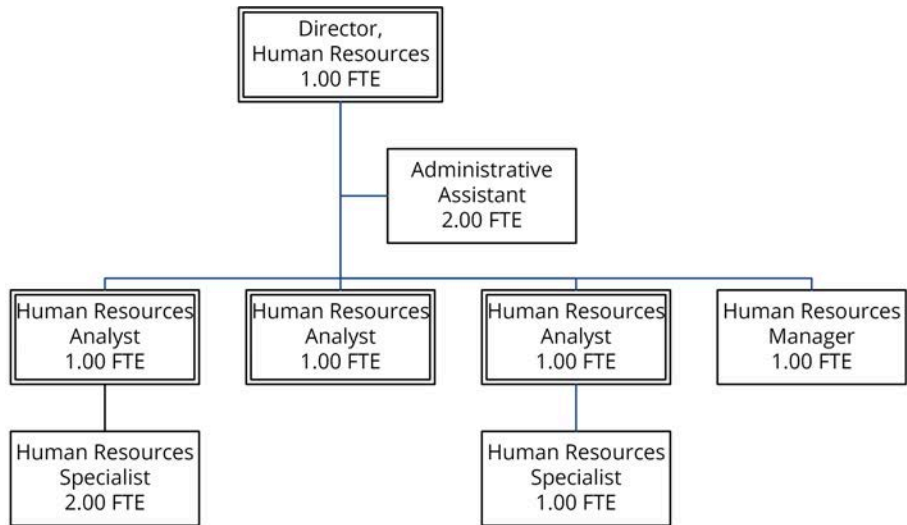 Director,
Human Resources
1.00 FTE
Administrative
Assistant
2.00 FTE
Human Resources
Analyst
1.00 FTE
Human Resources
Analyst
1.00 FTE
Human Resources
Analyst
1.00 FTE
Human Resources
Manager
1.00 FTE
Human Resources
Specialist
2.00 FTE
Human Resources
Specialist
1.00 FTE